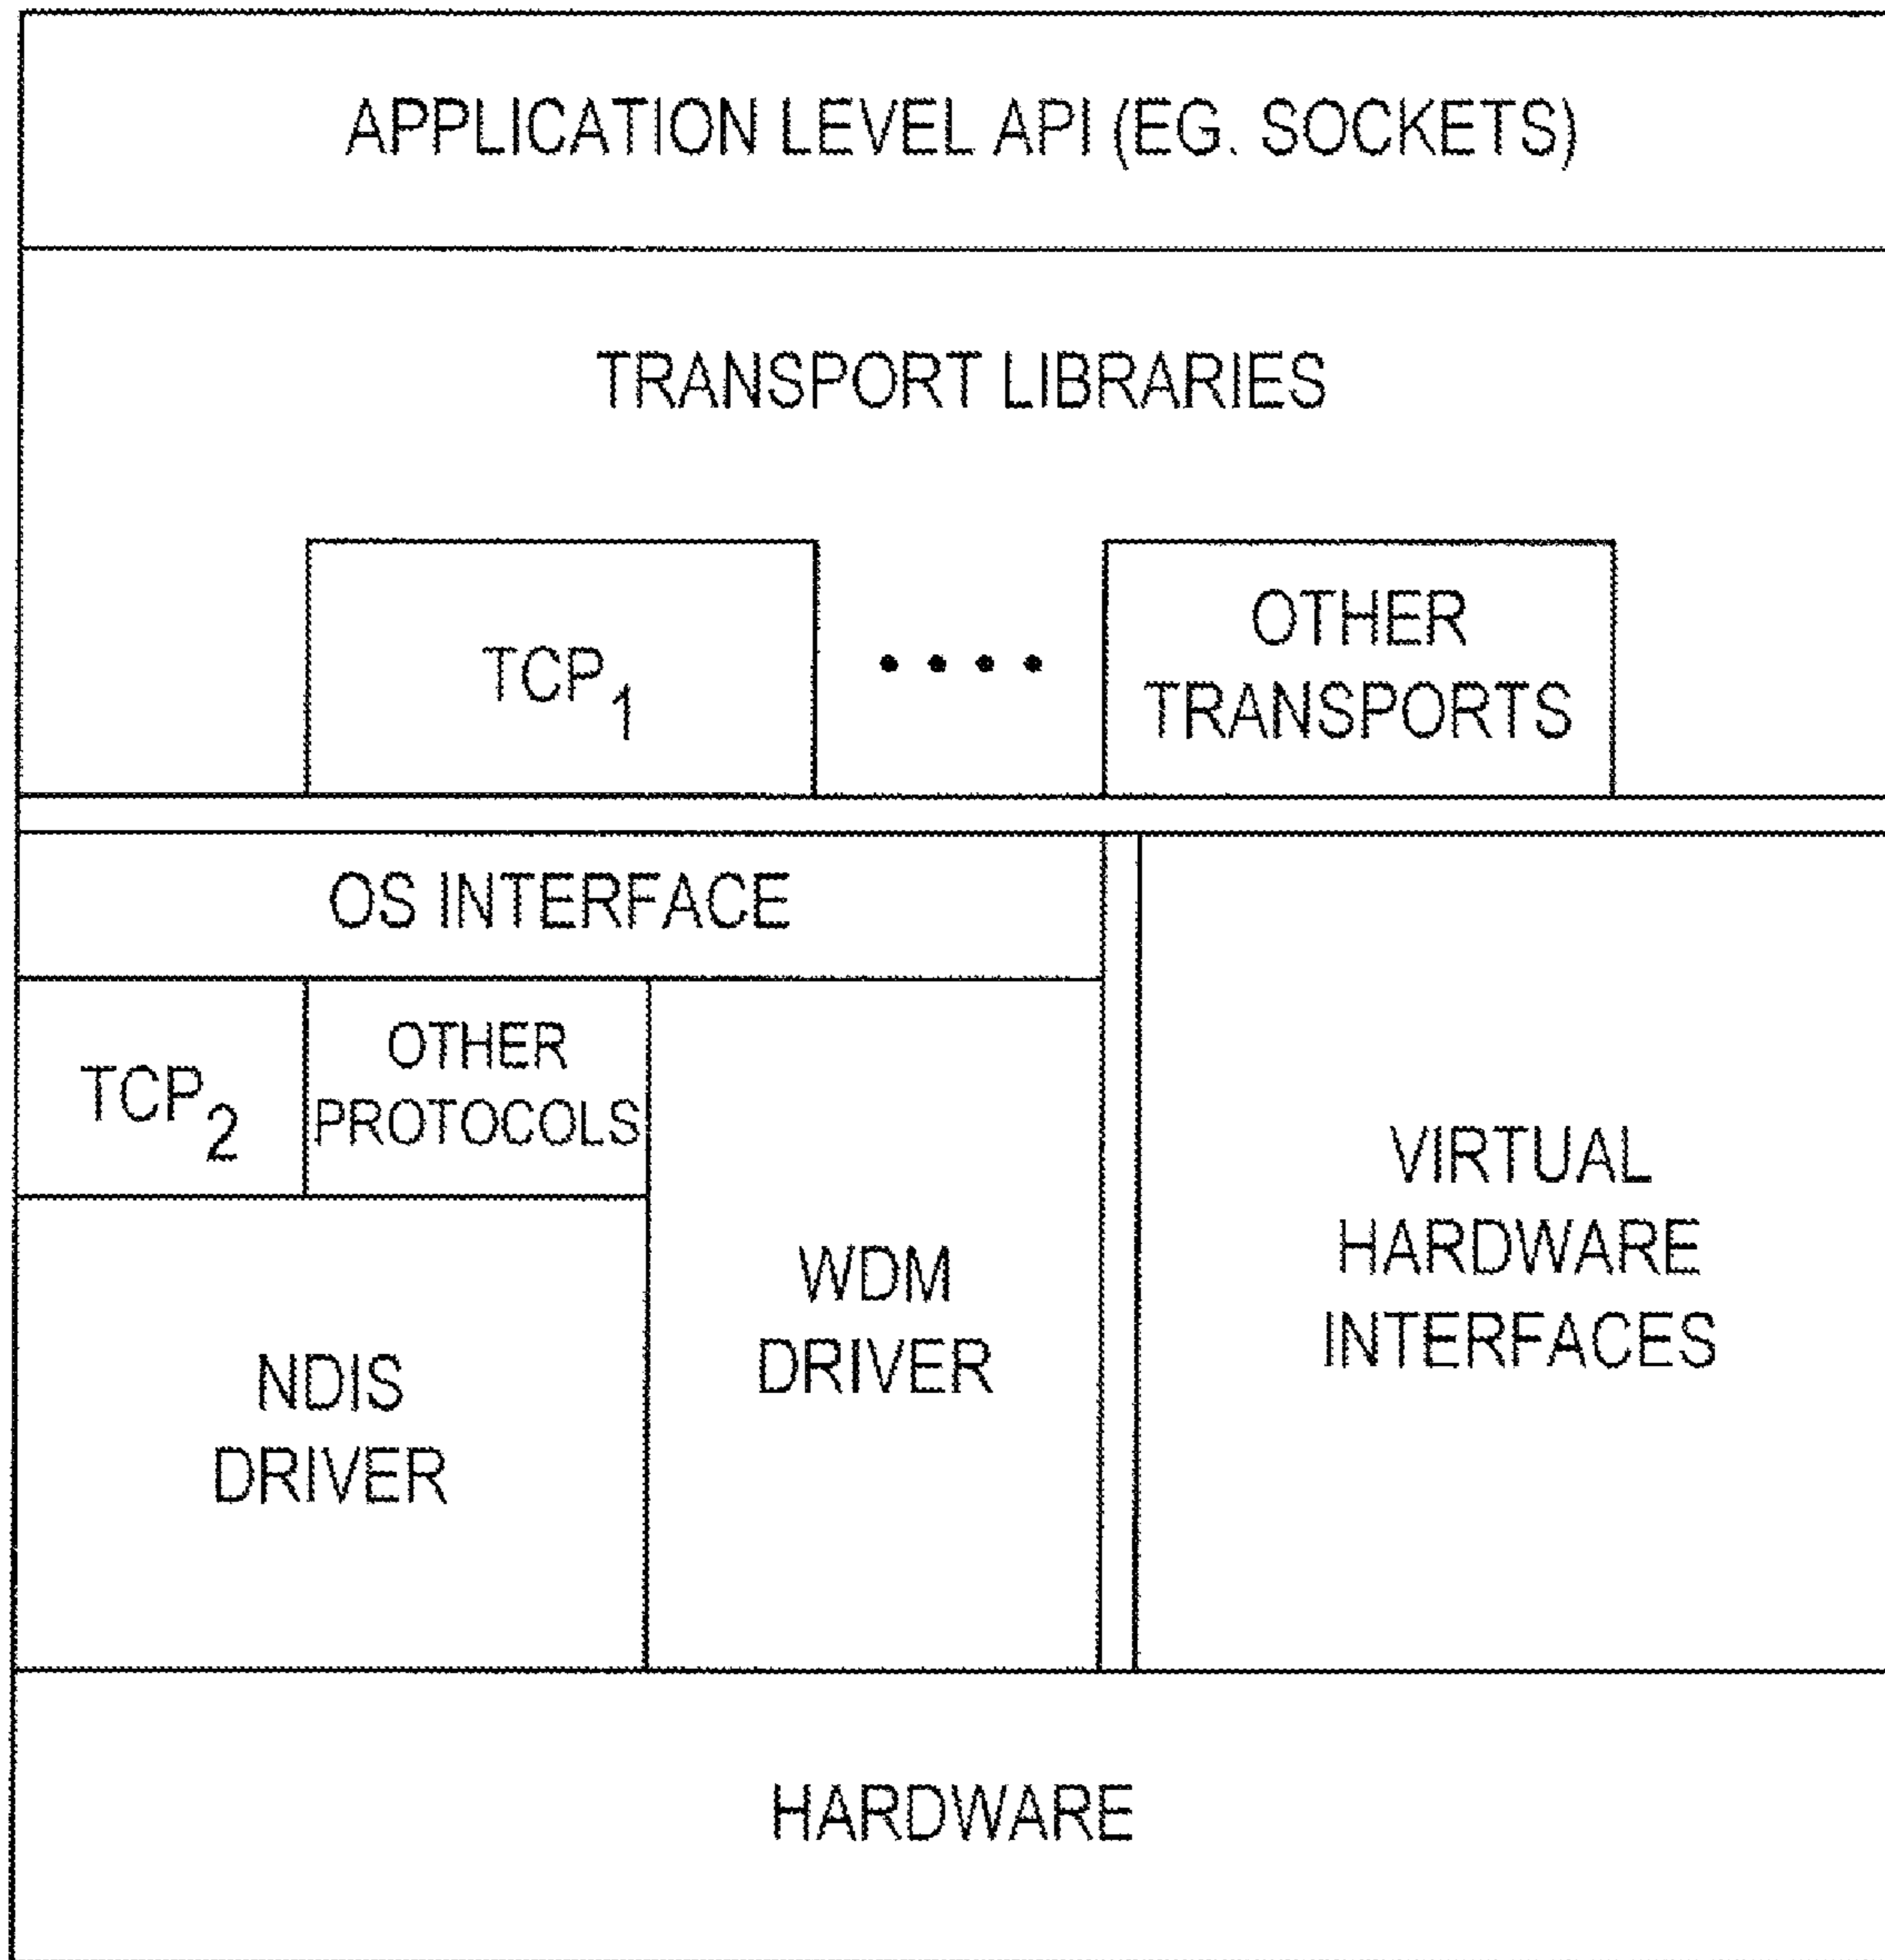 APPLICATION LEVEL API (EG. SOCKETS)
TRANSPORT LIBRARIES
TCP1
OTHER
TRANSPORTS
OS INTERFACE
TCP2
OTHER
PROTOCOLS
NDIS
DRIVER
WDM
DRIVER
VIRTUAL
HARDWARE
INTERFACES
HARDWARE